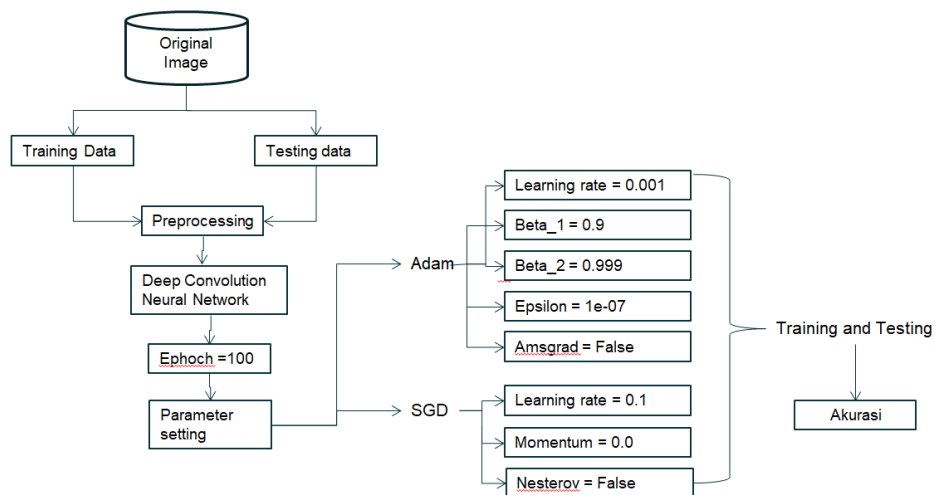 Original
Image
Training Data
Testing data
Preprocessing
Deep Convolution
Neural Network
Ephoch =100
Parameter
setting
Adam
Learning rate = 0.001
Beta_1 = 0.9
Beta_2 = 0.999
Epsilon = 1e-07
Amsgrad = False
SGD
Learning rate = 0.1
Momentum = 0.0
Nesterov = False
Training and Testing
Akurasi